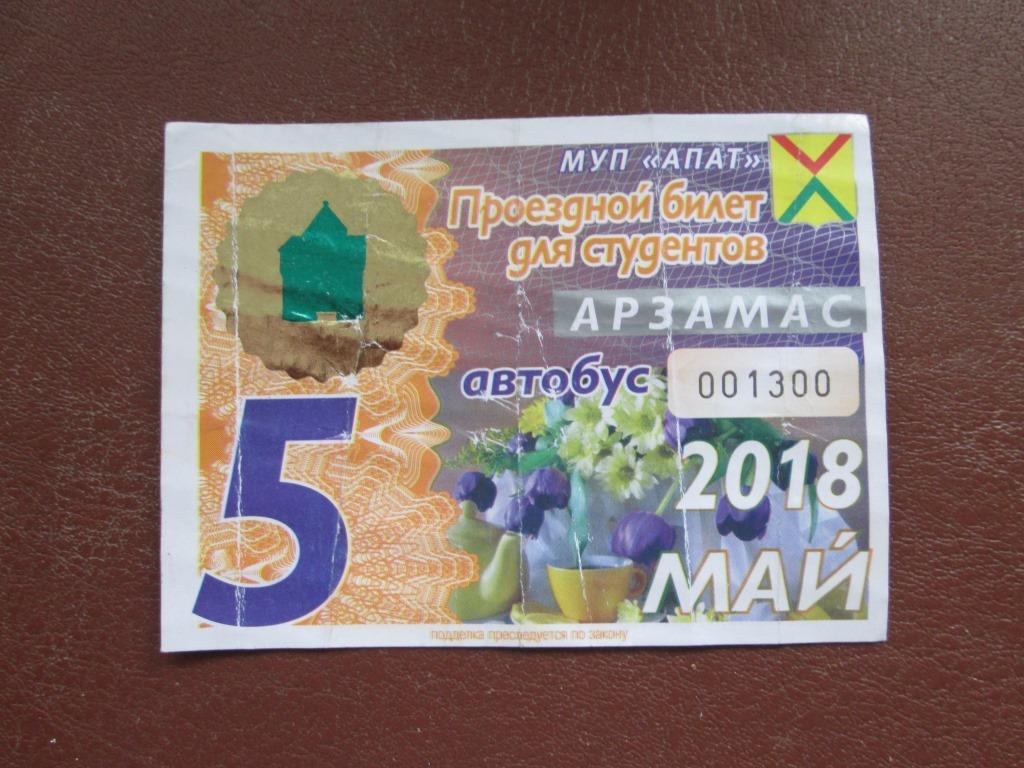 МУП «АПАТ»
Проездной билет
для студентов
АРЗАМАС
автобус 001300
5
2018
МАЙ
подделка преследуется по закону